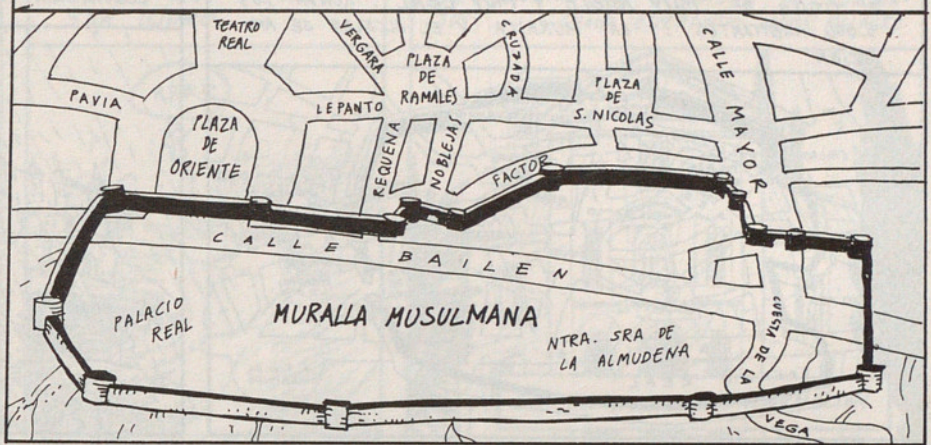 TEATRO
REAL
VERGARA
PLAZA
DE
RAMALES
CRUZADA
PLAZA
DE
S. NICOLAS
CALLE
MAYOR
PAVIA
PLAZA
DE
ORIENTE
LEPANTO
REQUENA
NOBLEJAS
FACTOR
CALLE BAILEN
PALACIO
REAL
MURALLA MUSULMANA
NTRA. SRA DE
LA ALMUDENA
CUESTA DE LA
VEGA